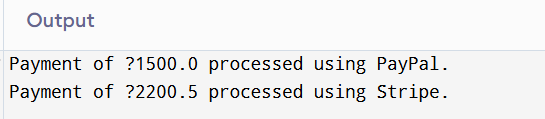 Output
Payment of ?1500.0 processed using PayPal.
Payment of ?2200.5 processed using Stripe.